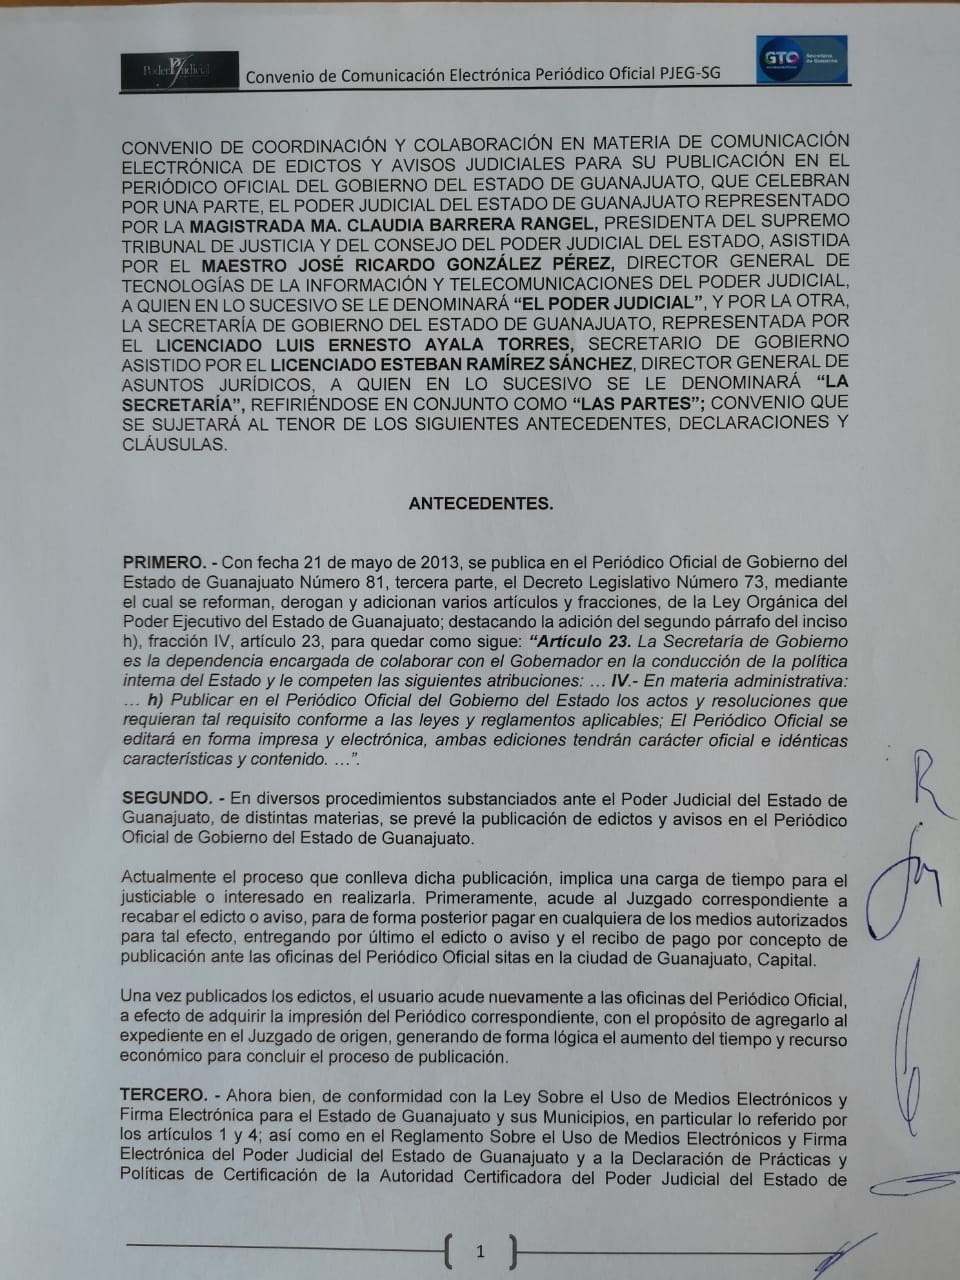 Poder Judicial
Convenio de Comunicación Electrónica Periódico Oficial PJEG-SG
GTO
Secretaría
de Gobierno
CONVENIO DE COORDINACIÓN Y COLABORACIÓN EN MATERIA DE COMUNICACIÓN
ELECTRÓNICA DE EDICTOS Y AVISOS JUDICIALES PARA SU PUBLICACIÓN EN EL
PERIÓDICO OFICIAL DEL GOBIERNO DEL ESTADO DE GUANAJUATO, QUE CELEBRAN
POR UNA PARTE, EL PODER JUDICIAL DEL ESTADO DE GUANAJUATO REPRESENTADO
POR LA MAGISTRADA MA. CLAUDIA BARRERA RANGEL, PRESIDENTA DEL SUPREMO
TRIBUNAL DE JUSTICIA Y DEL CONSEJO DEL PODER JUDICIAL DEL ESTADO, ASISTIDA
POR EL MAESTRO JOSÉ RICARDO GONZÁLEZ PÉREZ, DIRECTOR GENERAL DE
TECNOLOGÍAS DE LA INFORMACIÓN Y TELECOMUNICACIONES DEL PODER JUDICIAL,
A QUIEN EN LO SUCESIVO SE LE DENOMINARÁ “EL PODER JUDICIAL”, Y POR LA OTRA,
LA SECRETARÍA DE GOBIERNO DEL ESTADO DE GUANAJUATO, REPRESENTADA POR
EL LICENCIADO LUIS ERNESTO AYALA TORRES, SECRETARIO DE GOBIERNO
ASISTIDO POR EL LICENCIADO ESTEBAN RAMÍREZ SÁNCHEZ, DIRECTOR GENERAL DE
ASUNTOS JURÍDICOS, A QUIEN EN LO SUCESIVO SE LE DENOMINARÁ “LA
SECRETARÍA”, REFIRIÉNDOSE EN CONJUNTO COMO “LAS PARTES”; CONVENIO QUE
SE SUJETARÁ AL TENOR DE LOS SIGUIENTES ANTECEDENTES, DECLARACIONES Y
CLÁUSULAS.
ANTECEDENTES.
PRIMERO. - Con fecha 21 de mayo de 2013, se publica en el Periódico Oficial de Gobierno del
Estado de Guanajuato Número 81, tercera parte, el Decreto Legislativo Número 73, mediante
el cual se reforman, derogan y adicionan varios artículos y fracciones, de la Ley Orgánica del
Poder Ejecutivo del Estado de Guanajuato; destacando la adición del segundo párrafo del inciso
h), fracción IV, artículo 23, para quedar como sigue: “Artículo 23. La Secretaría de Gobierno
es la dependencia encargada de colaborar con el Gobernador en la conducción de la política
interna del Estado y le competen las siguientes atribuciones: … IV.- En materia administrativa:
… h) Publicar en el Periódico Oficial del Gobierno del Estado los actos y resoluciones que
requieran tal requisito conforme a las leyes y reglamentos aplicables; El Periódico Oficial se
editará en forma impresa y electrónica, ambas ediciones tendrán carácter oficial e idénticas
características y contenido. …”.
SEGUNDO. - En diversos procedimientos substanciados ante el Poder Judicial del Estado de
Guanajuato, de distintas materias, se prevé la publicación de edictos y avisos en el Periódico
Oficial de Gobierno del Estado de Guanajuato.
Actualmente el proceso que conlleva dicha publicación, implica una carga de tiempo para el
justiciable o interesado en realizarla. Primeramente, acude al Juzgado correspondiente a
recabar el edicto o aviso, para de forma posterior pagar en cualquiera de los medios autorizados
para tal efecto, entregando por último el edicto o aviso y el recibo de pago por concepto de
publicación ante las oficinas del Periódico Oficial sitas en la ciudad de Guanajuato, Capital.
Una vez publicados los edictos, el usuario acude nuevamente a las oficinas del Periódico Oficial,
a efecto de adquirir la impresión del Periódico correspondiente, con el propósito de agregarlo al
expediente en el Juzgado de origen, generando de forma lógica el aumento del tiempo y recurso
económico para concluir el proceso de publicación.
TERCERO. - Ahora bien, de conformidad con la Ley Sobre el Uso de Medios Electrónicos y
Firma Electrónica para el Estado de Guanajuato y sus Municipios, en particular lo referido por
los artículos 1 y 4; así como en el Reglamento Sobre el Uso de Medios Electrónicos y Firma
Electrónica del Poder Judicial del Estado de Guanajuato y a la Declaración de Prácticas y
Políticas de Certificación de la Autoridad Certificadora del Poder Judicial del Estado de
1